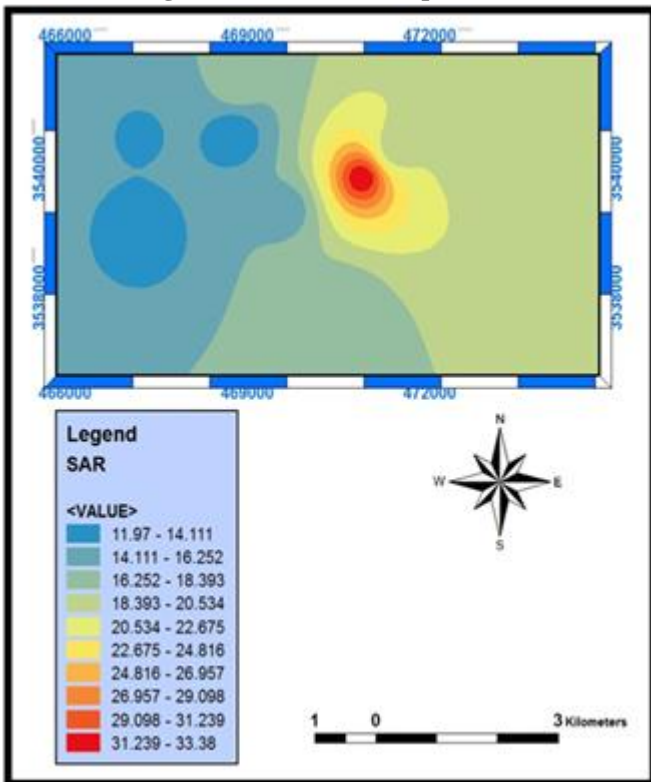 466000 469000 472000
3540000
3540000
3538000
3538000
466000 469000 472000
Legend
SAR
<VALUE>
11.97 - 14.111
14.111 - 16.252
16.252 - 18.393
18.393 - 20.534
20.534 - 22.675
22.675 - 24.816
24.816 - 26.957
26.957 - 29.098
29.098 - 31.239
31.239 - 33.38
N
W E
S
1 0 3 Kilometers